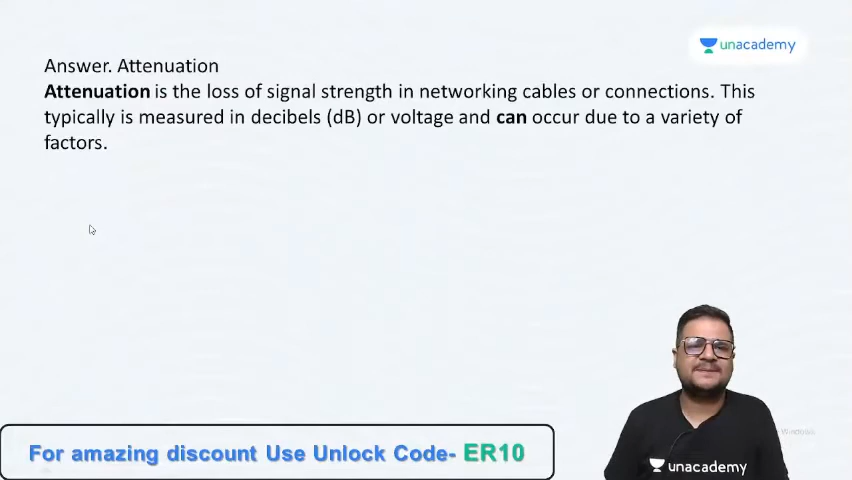 unacademy
Answer. Attenuation
Attenuation is the loss of signal strength in networking cables or connections. This
typically is measured in decibels (dB) or voltage and can occur due to a variety of
factors.
Windows
For amazing discount Use Unlock Code- ER10
unacademy